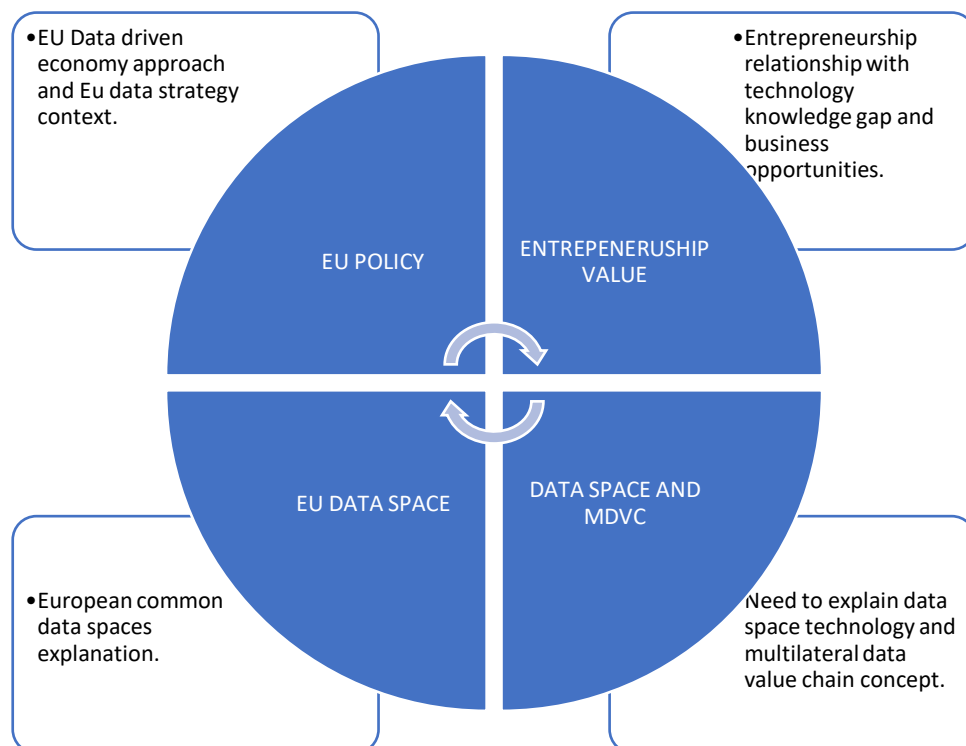 •EU Data driven
economy approach
and Eu data strategy
context.
•Entrepreneurship
relationship with
technology
knowledge gap and
business
opportunities.
EU POLICY
ENTREPENERUSHIP
VALUE
EU DATA SPACE
DATA SPACE AND
MDVC
•European common
data spaces
explanation.
Need to explain data
space technology and
multilateral data
value chain concept.